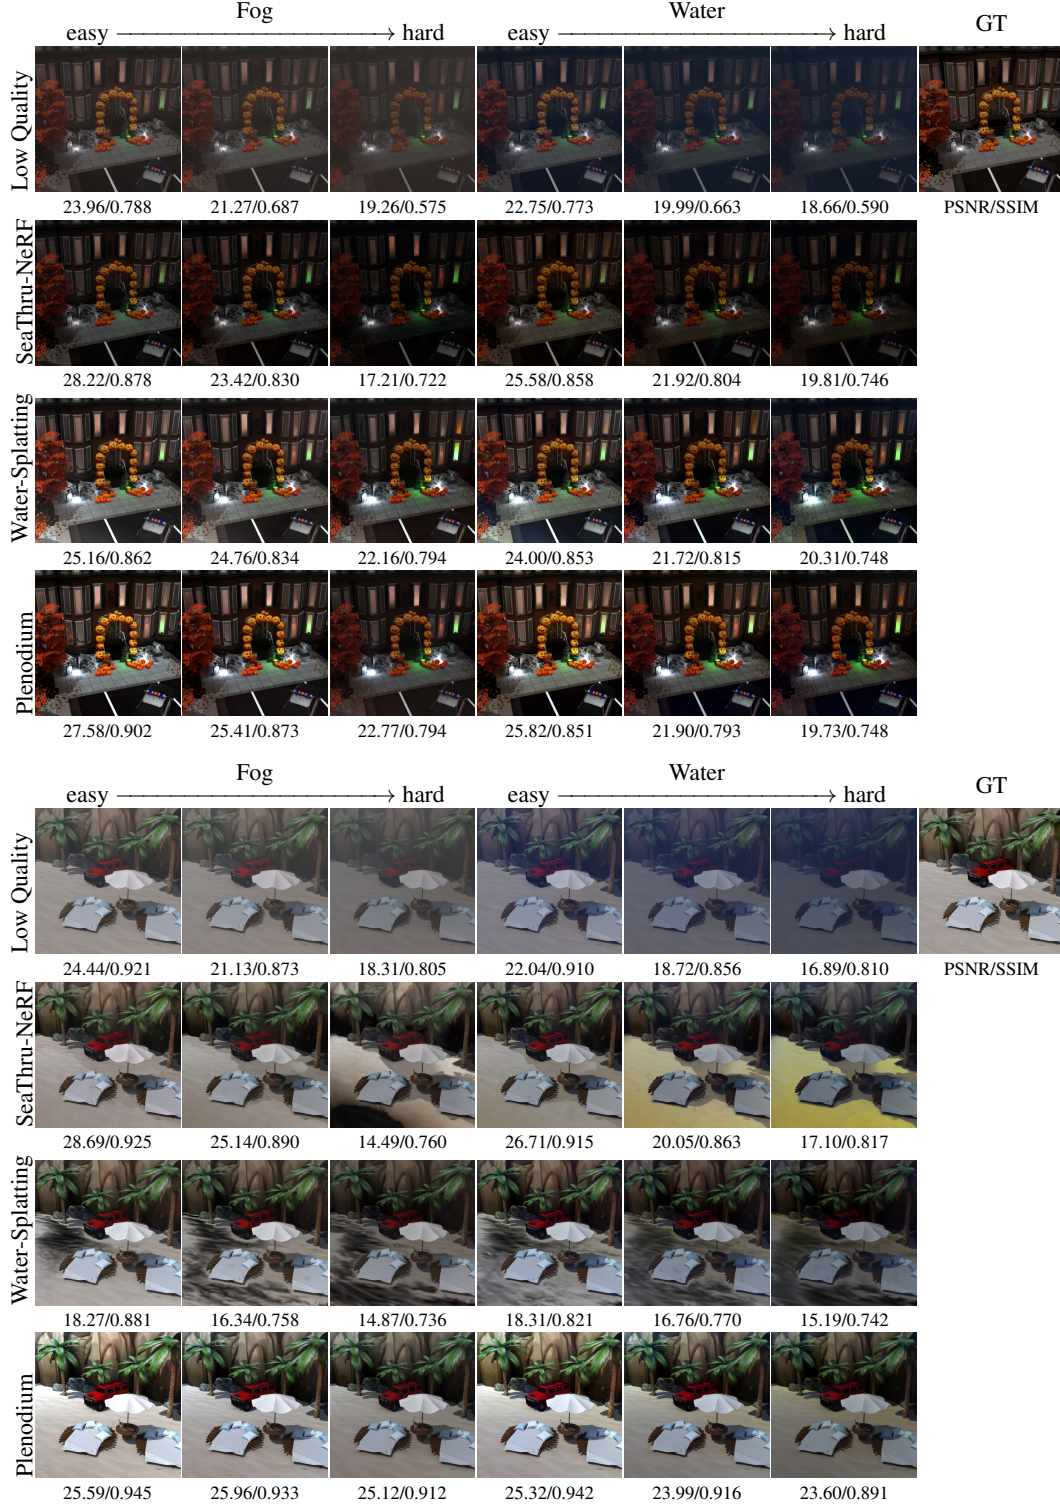 Fog Water GT
easy hard easy hard
Low Quality
23.96/0.788 21.27/0.687 19.26/0.575 22.75/0.773 19.99/0.663 18.66/0.590 PSNR/SSIM
SeaThru-NeRF
28.22/0.878 23.42/0.830 17.21/0.722 25.58/0.858 21.92/0.804 19.81/0.746
Water-Splatting
25.16/0.862 24.76/0.834 22.16/0.794 24.00/0.853 21.72/0.815 20.31/0.748
Plenodium
27.58/0.902 25.41/0.873 22.77/0.794 25.82/0.851 21.90/0.793 19.73/0.748
Fog Water GT
easy hard easy hard
Low Quality
24.44/0.921 21.13/0.873 18.31/0.805 22.04/0.910 18.72/0.856 16.89/0.810 PSNR/SSIM
SeaThru-NeRF
28.69/0.925 25.14/0.890 14.49/0.760 26.71/0.915 20.05/0.863 17.10/0.817
Water-Splatting
18.27/0.881 16.34/0.758 14.87/0.736 18.31/0.821 16.76/0.770 15.19/0.742
Plenodium
25.59/0.945 25.96/0.933 25.12/0.912 25.32/0.942 23.99/0.916 23.60/0.891